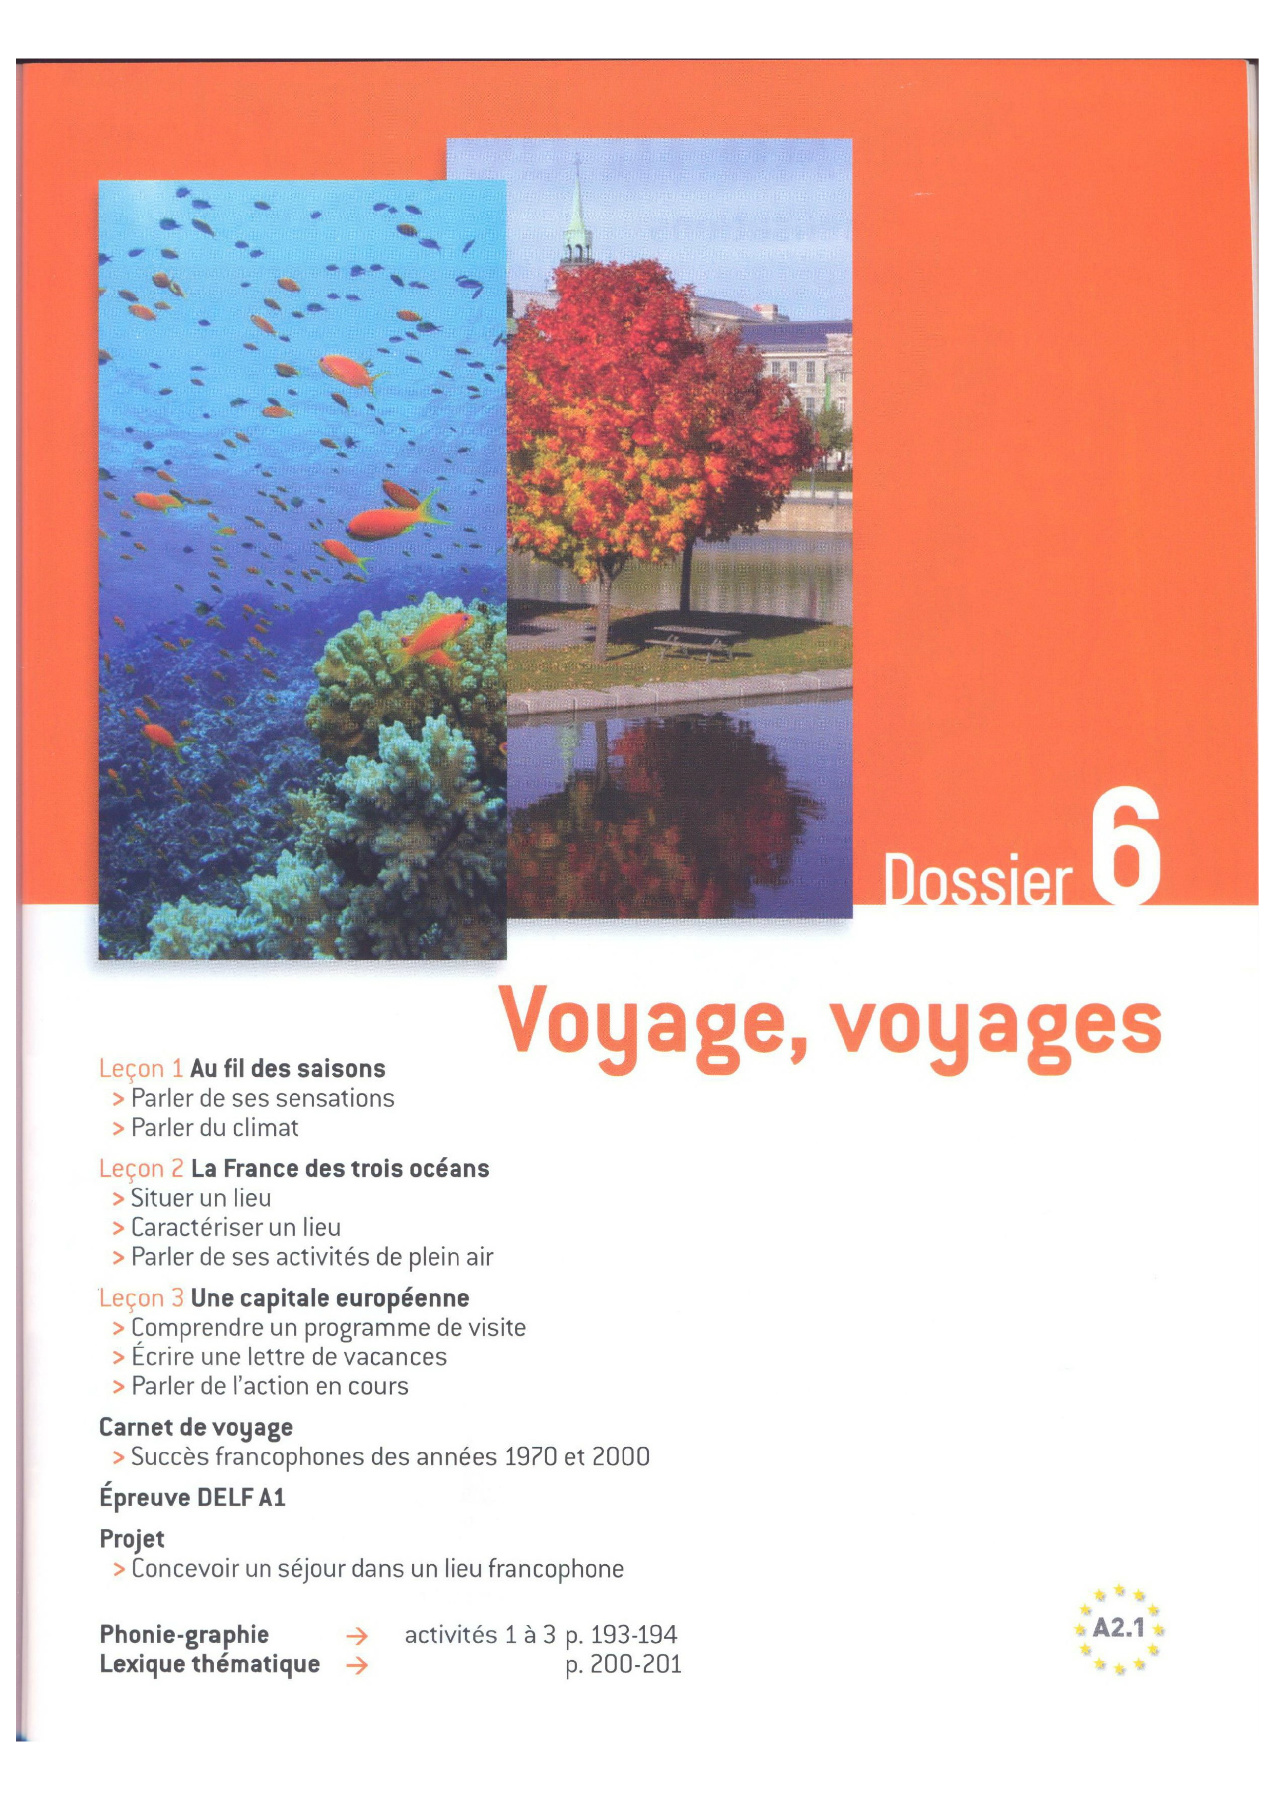 Dossier 6
Voyage, voyages
Leçon 1 Au fil des saisons
> Parler de ses sensations
> Parler du climat
Leçon 2 La France des trois océans
> Situer un lieu
> Caractériser un lieu
> Parler de ses activités de plein air
Leçon 3 Une capitale européenne
> Comprendre un programme de visite
> Écrire une lettre de vacances
> Parler de l'action en cours
Carnet de voyage
> Succès francophones des années 1970 et 2000
Épreuve DELF A1
Projet
> Concevoir un séjour dans un lieu francophone
Phonie-graphie → activités 1 à 3 p. 193-194
Lexique thématique → p. 200-201
A2.1